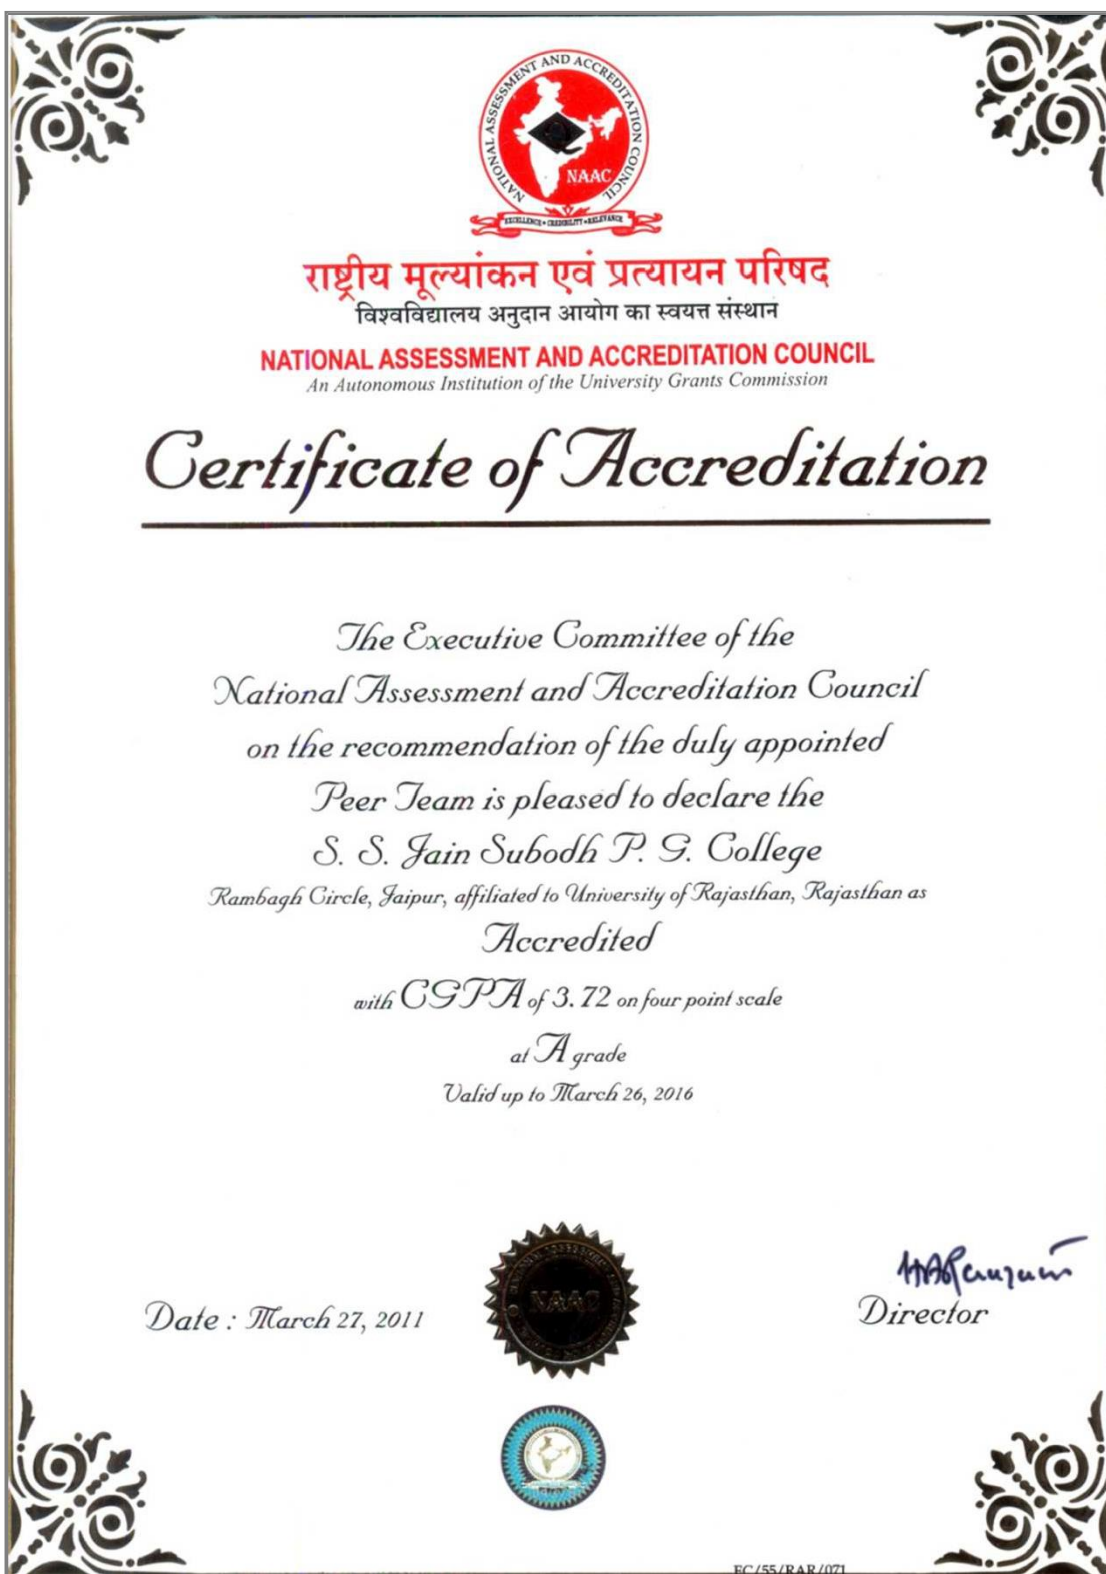 NATIONAL ASSESSMENT AND ACCREDITATION COUNCIL
NAAC
EXCELLENCE • CREDIBILITY • RELEVANCE
राष्ट्रीय मूल्यांकन एवं प्रत्यायन परिषद
विश्वविद्यालय अनुदान आयोग का स्वयत्त संस्थान
NATIONAL ASSESSMENT AND ACCREDITATION COUNCIL
An Autonomous Institution of the University Grants Commission
Certificate of Accreditation
The Executive Committee of the
National Assessment and Accreditation Council
on the recommendation of the duly appointed
Peer Team is pleased to declare the
S. S. Jain Subodh P. G. College
Rambagh Circle, Jaipur, affiliated to University of Rajasthan, Rajasthan as
Accredited
with CGPA of 3.72 on four point scale
at A grade
Valid up to March 26, 2016
NAAC
Date : March 27, 2011
Director
EC/55/RAR/071